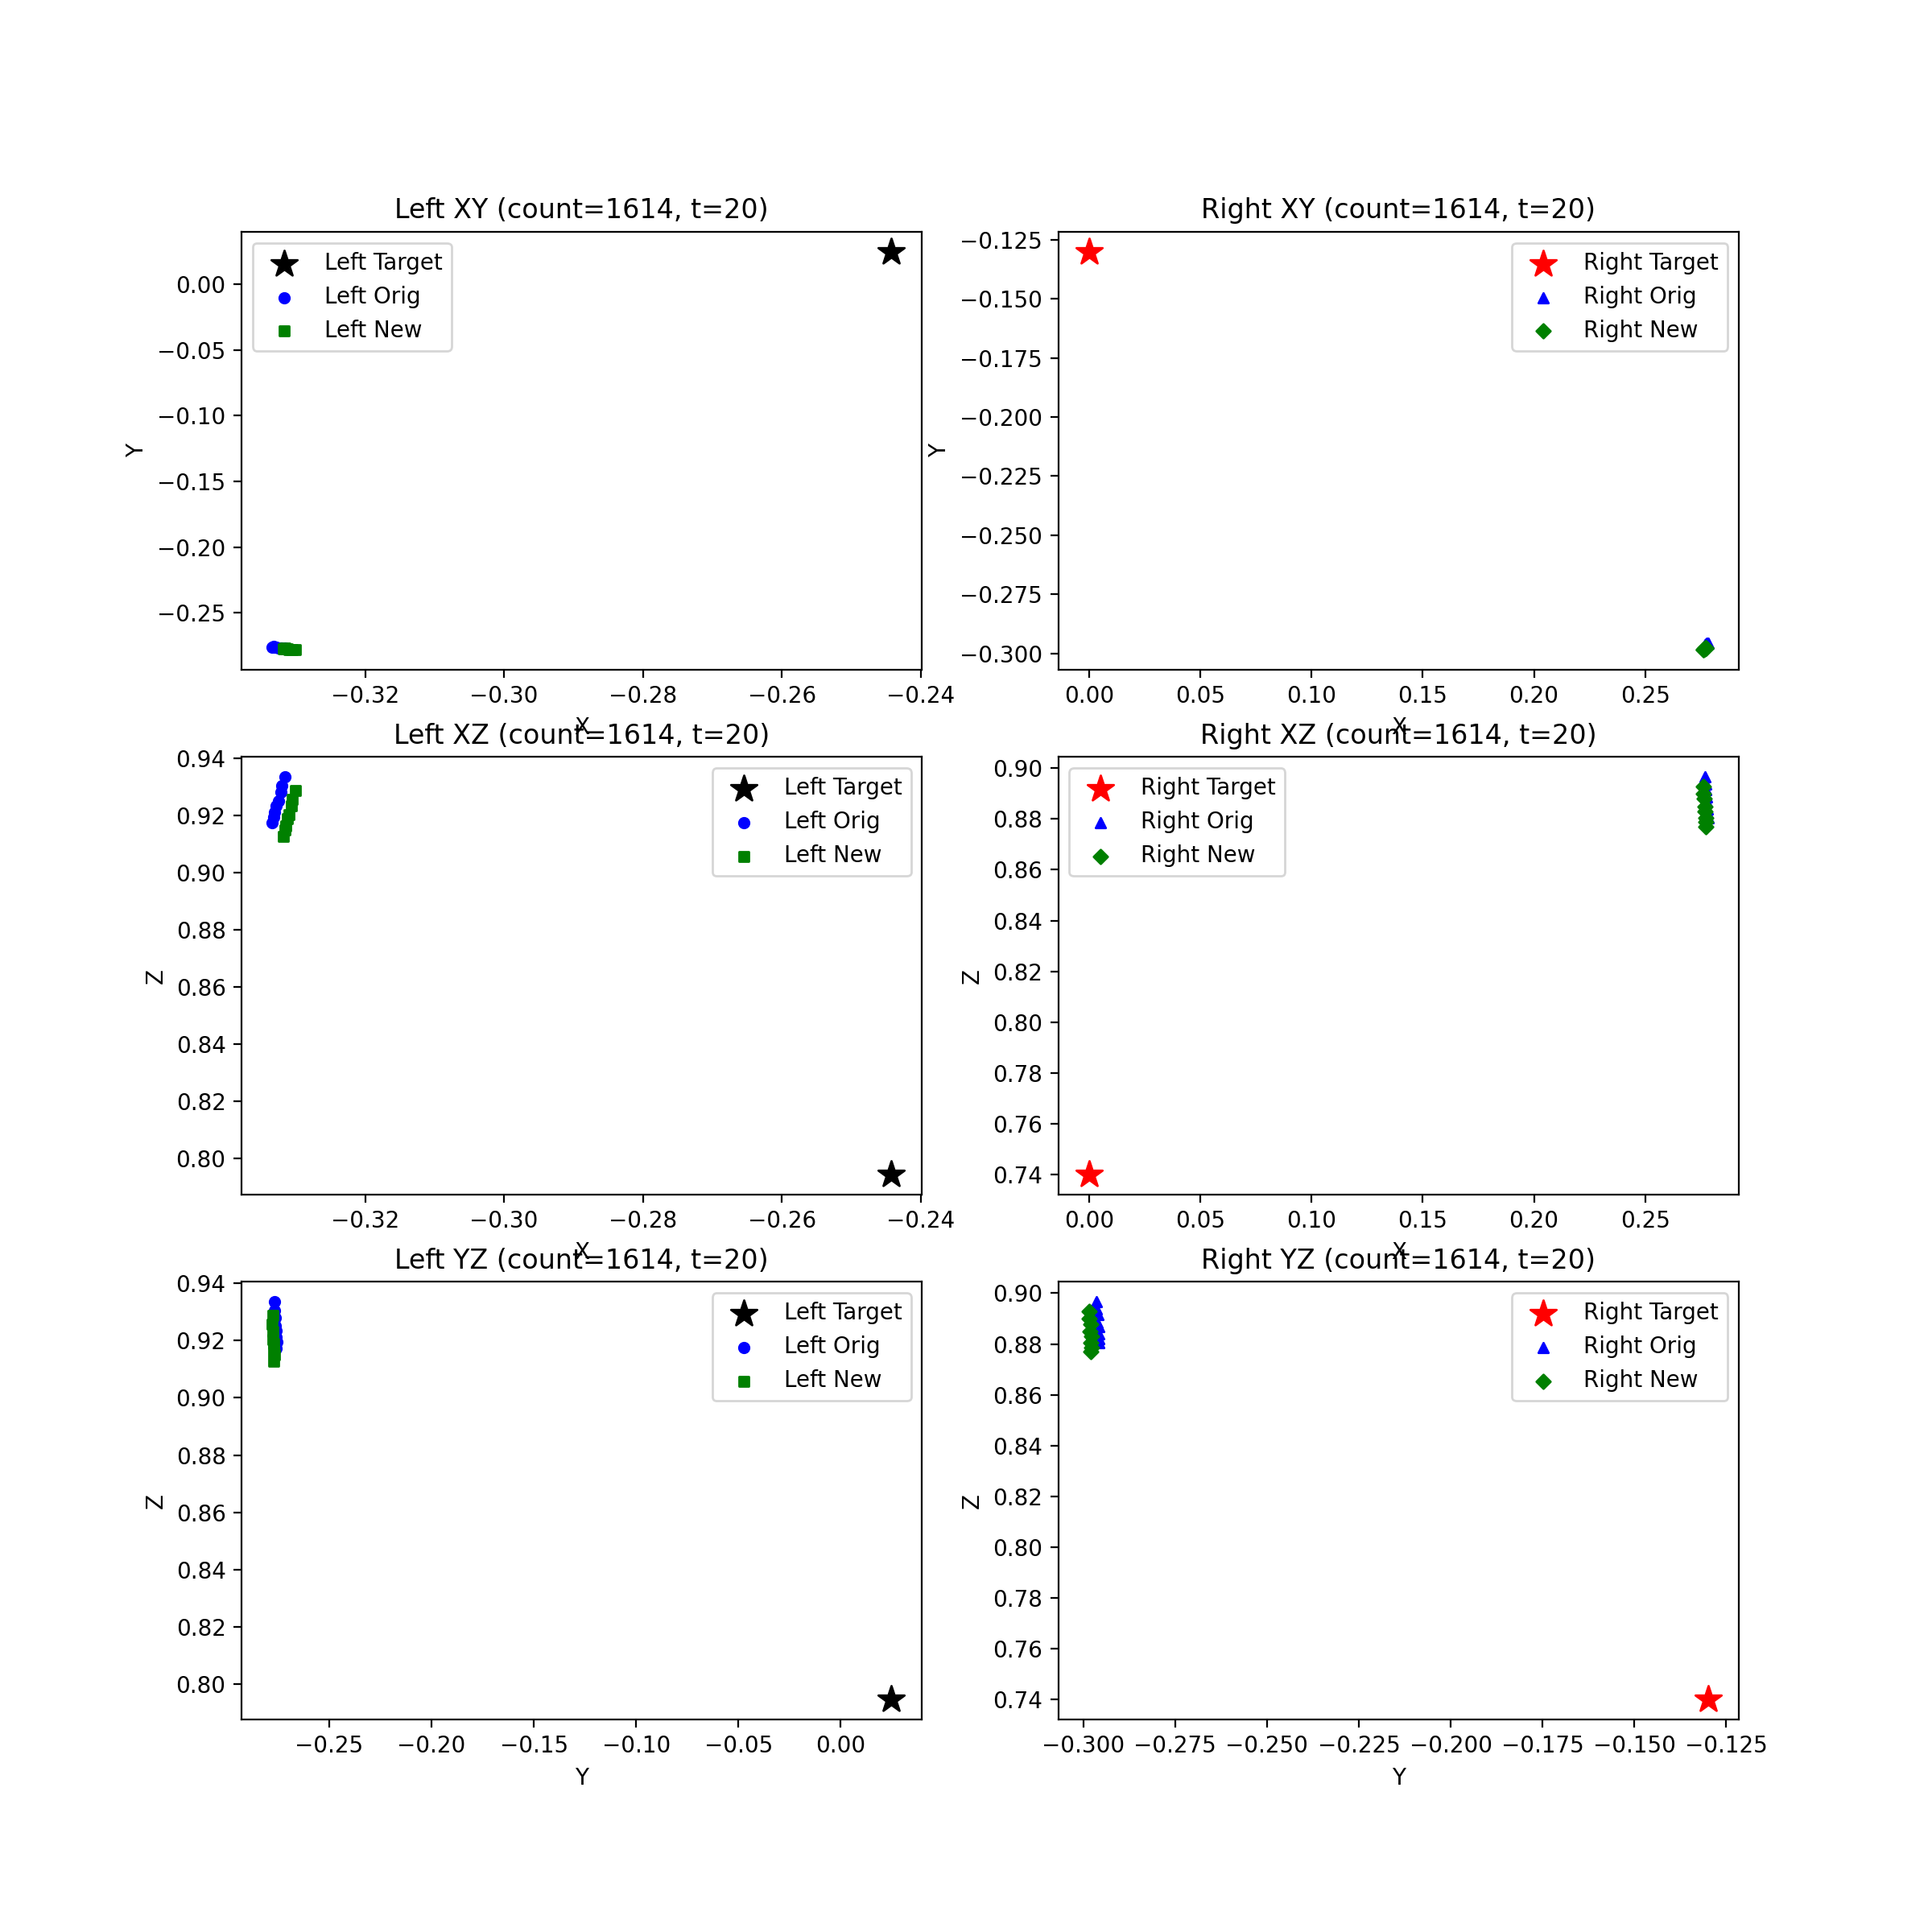 Left XY (count=1614, t=20)
Left Target
Left Orig
Left New
0.00
−0.05
−0.10
−0.15
−0.20
−0.25
Y
−0.32
−0.30
−0.28
−0.26
−0.24
X
Right XY (count=1614, t=20)
Right Target
Right Orig
Right New
−0.125
−0.150
−0.175
−0.200
−0.225
−0.250
−0.275
−0.300
Y
0.00
0.05
0.10
0.15
0.20
0.25
X
Left XZ (count=1614, t=20)
Left Target
Left Orig
Left New
0.94
0.92
0.90
0.88
0.86
0.84
0.82
0.80
Z
−0.32
−0.30
−0.28
−0.26
−0.24
X
Right XZ (count=1614, t=20)
Right Target
Right Orig
Right New
0.90
0.88
0.86
0.84
0.82
0.80
0.78
0.76
0.74
Z
0.00
0.05
0.10
0.15
0.20
0.25
X
Left YZ (count=1614, t=20)
Left Target
Left Orig
Left New
0.94
0.92
0.90
0.88
0.86
0.84
0.82
0.80
Z
−0.25
−0.20
−0.15
−0.10
−0.05
0.00
Y
Right YZ (count=1614, t=20)
Right Target
Right Orig
Right New
0.90
0.88
0.86
0.84
0.82
0.80
0.78
0.76
0.74
Z
−0.300
−0.275
−0.250
−0.225
−0.200
−0.175
−0.150
−0.125
Y